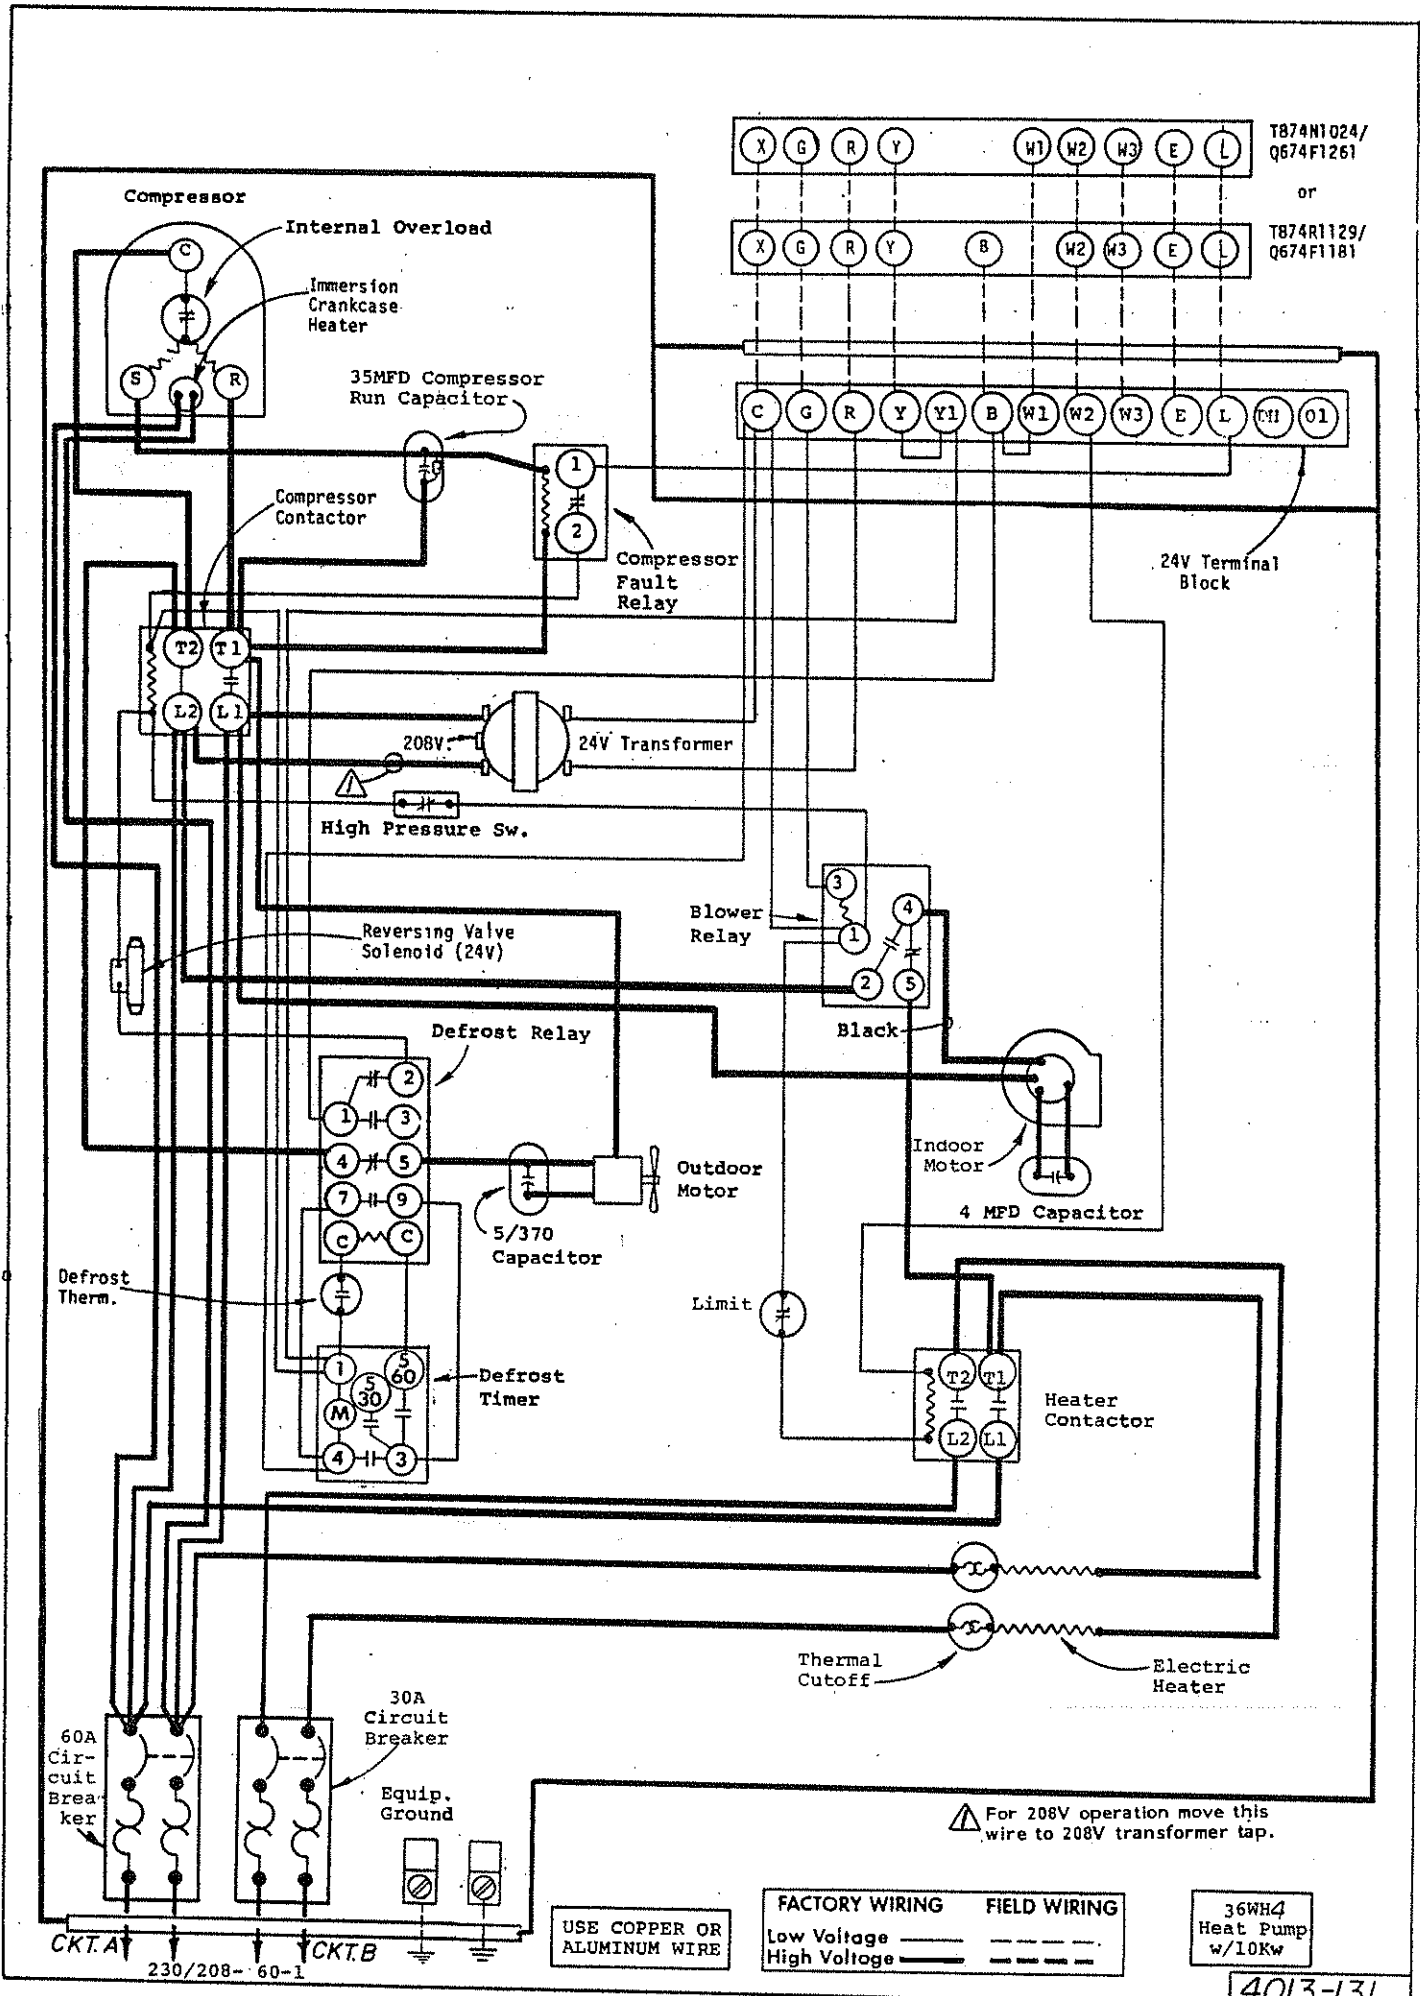 X G R Y W1 W2 W3 E L
T874N1024/
Q674F1261
or
X G R Y B W2 W3 E L
T874R1129/
Q674F1181
Compressor
Internal Overload
C
Immersion
Crankcase
Heater
S R
35MFD Compressor
Run Capacitor
C G R Y Y1 B W1 W2 W3 E L 01
1
2
Compressor
Contactor
Compressor
Fault
Relay
24V Terminal
Block
T2 T1
L2 L1
208V.
24V Transformer
1
High Pressure Sw.
3
4
1
2 5
Blower
Relay
Reversing Valve
Solenoid (24V)
Black
Defrost Relay
2
1 3
4 5
7 9
C C
Outdoor
Motor
Indoor
Motor
4 MFD Capacitor
5/370
Capacitor
Defrost
Therm.
Limit
1
5
60
5
30
M
4 3
Defrost
Timer
T2 T1
L2 L1
Heater
Contactor
Thermal
Cutoff
Electric
Heater
60A
Cir-
cuit
Brea-
ker
30A
Circuit
Breaker
Equip.
Ground
1 For 208V operation move this
wire to 208V transformer tap.
CKT.A
CKT.B
230/208- 60-1
USE COPPER OR
ALUMINUM WIRE
FACTORY WIRING FIELD WIRING
Low Voltage
High Voltage
36WH4
Heat Pump
w/10Kw
4013-131